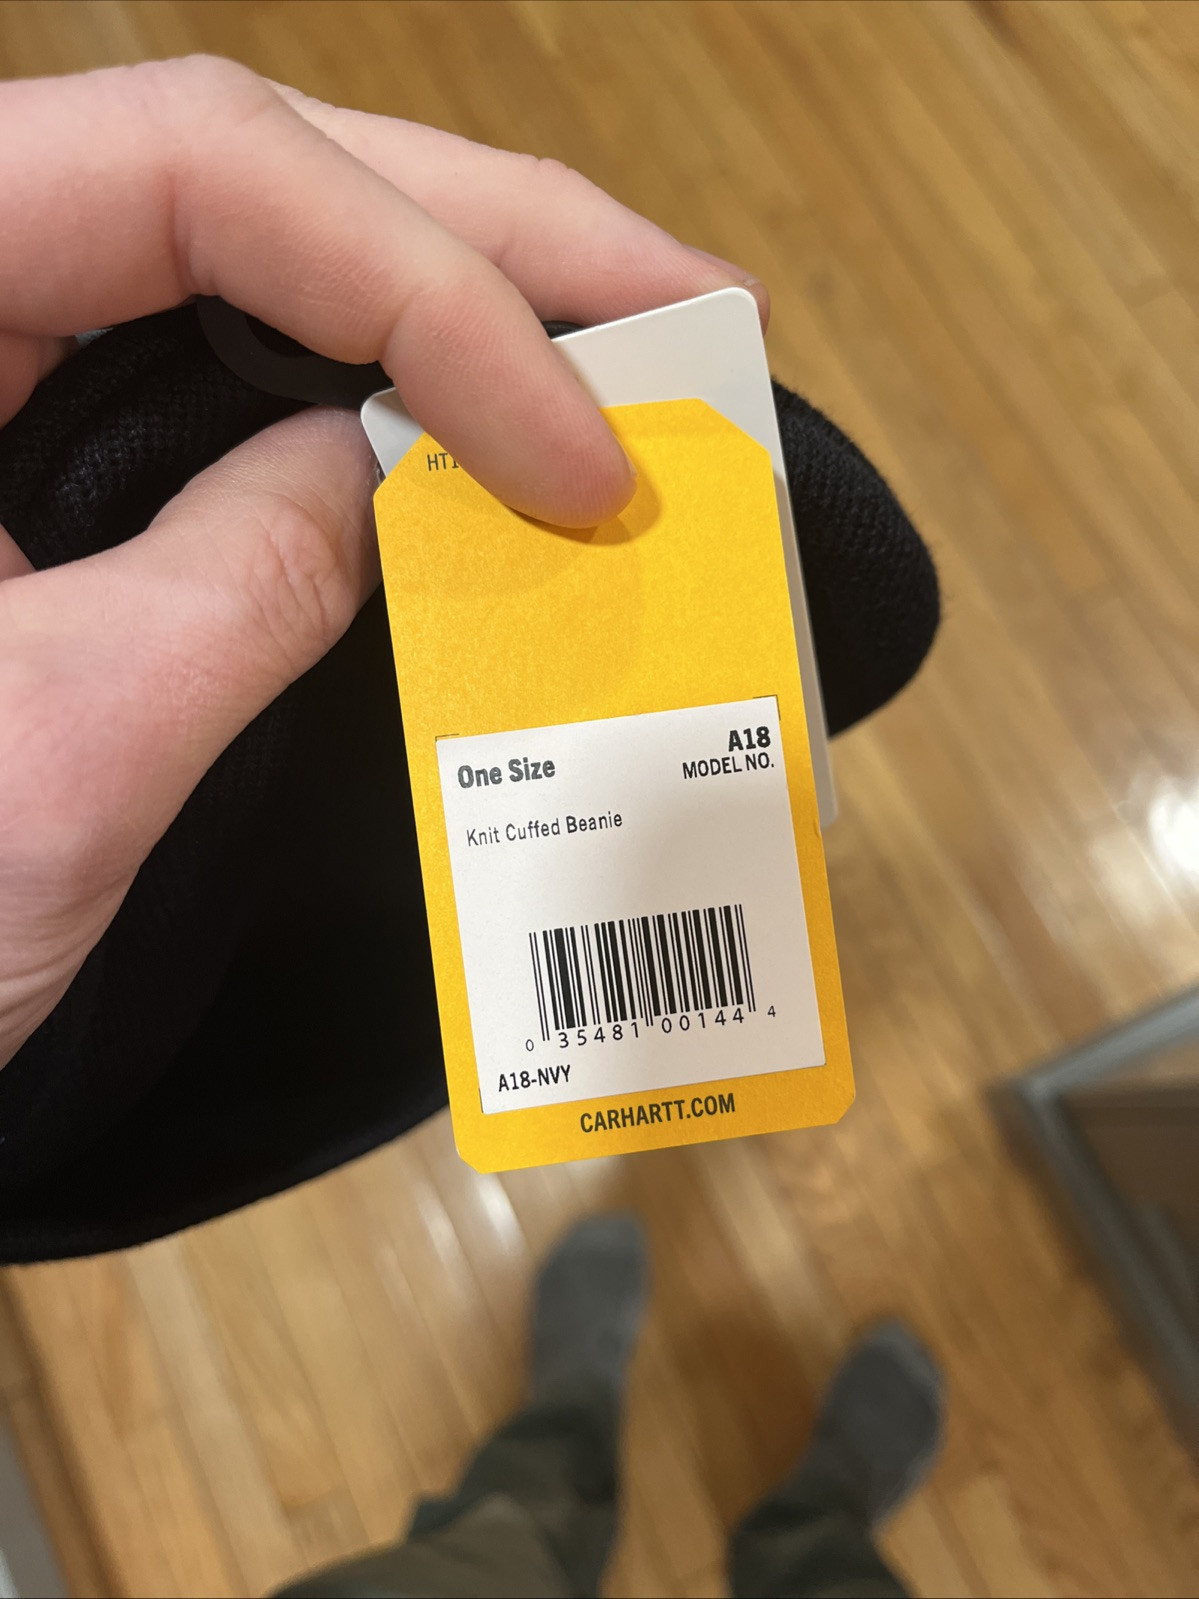 One Size
A18
MODEL NO.
Knit Cuffed Beanie
0 35481 00144 4
A18-NVY
CARHARTT.COM